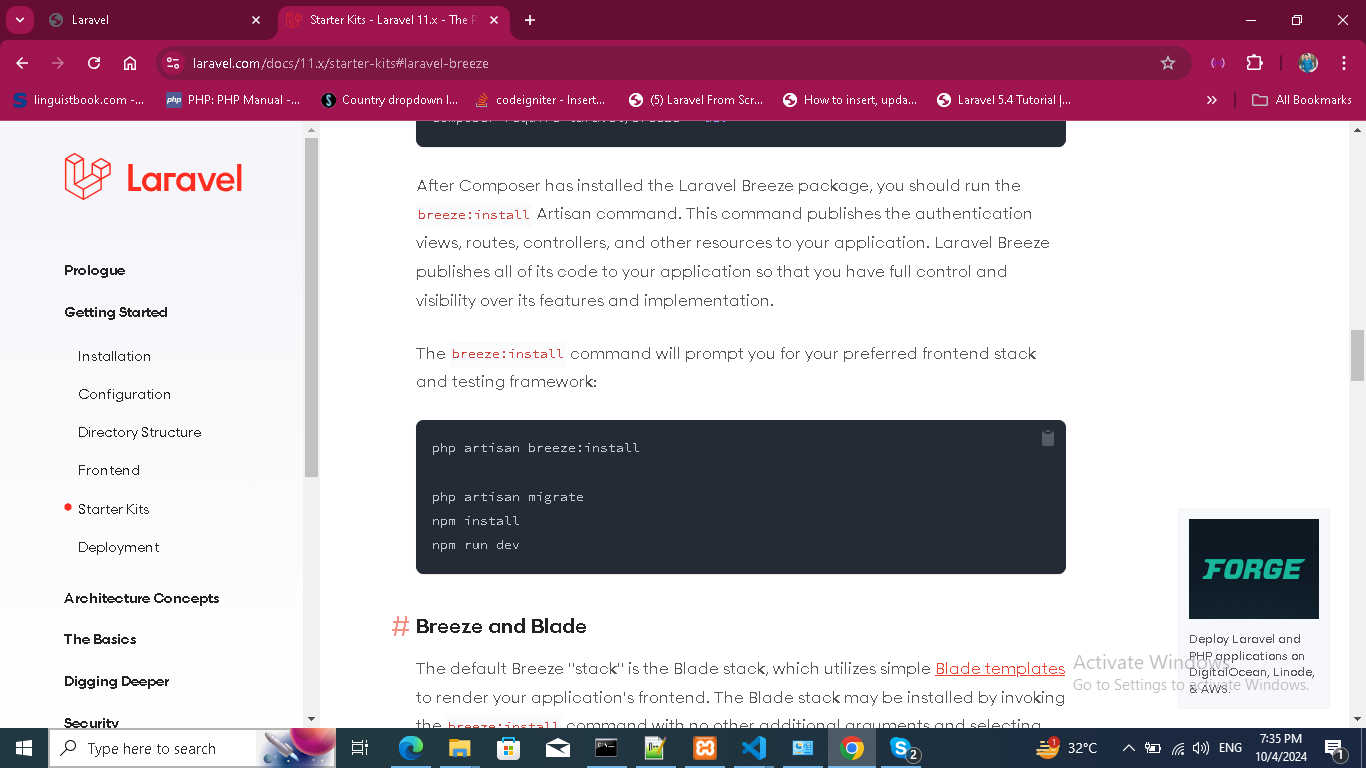 Laravel
Starter Kits - Laravel 11.x - The P
laravel.com/docs/11.x/starter-kits#laravel-breeze
linguistbook.com -...
php PHP: PHP Manual -...
Country dropdown l...
codeigniter - Insert...
(5) Laravel From Scr...
How to insert, upda...
Laravel 5.4 Tutorial |...
All Bookmarks
Laravel
Prologue
Getting Started
Installation
Configuration
Directory Structure
Frontend
Starter Kits
Deployment
Architecture Concepts
The Basics
Digging Deeper
Security
After Composer has installed the Laravel Breeze package, you should run the
breeze:install Artisan command. This command publishes the authentication
views, routes, controllers, and other resources to your application. Laravel Breeze
publishes all of its code to your application so that you have full control and
visibility over its features and implementation.
The breeze:install command will prompt you for your preferred frontend stack
and testing framework:
php artisan breeze:install
php artisan migrate
npm install
npm run dev
# Breeze and Blade
The default Breeze "stack" is the Blade stack, which utilizes simple Blade templates
to render your application's frontend. The Blade stack may be installed by invoking
the breeze:install command with no other additional arguments and selecting
FORGE
Deploy Laravel and
PHP applications on
DigitalOcean, Linode,
& AWS.
Activate Windows
Go to Settings to activate Windows.
Type here to search
1
2
32°C
ENG
7:35 PM
10/4/2024
1